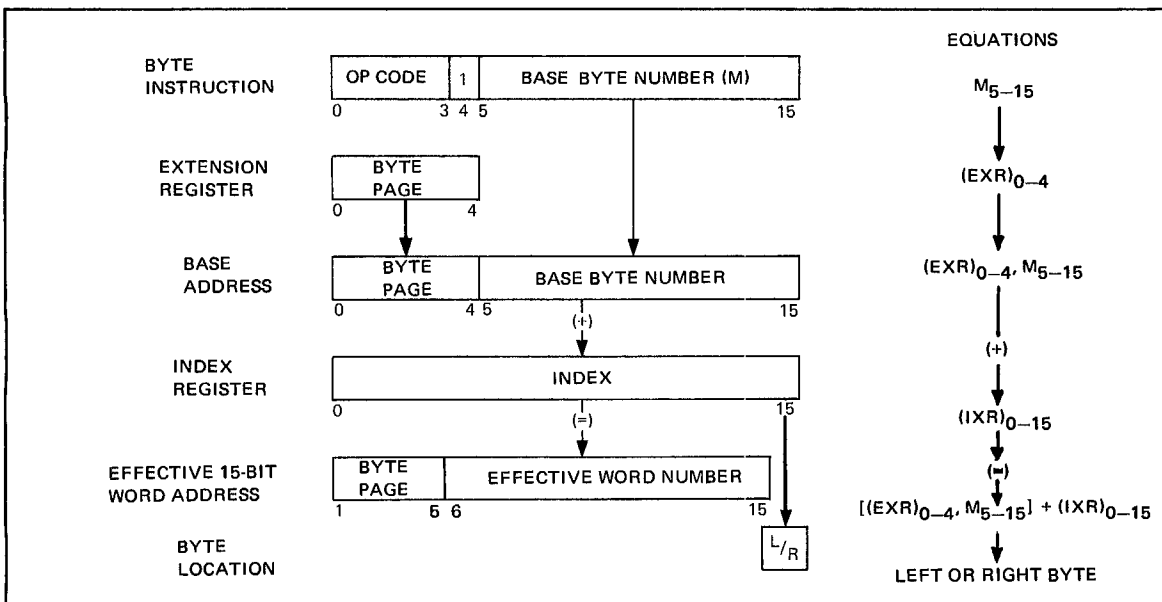 EQUATIONS
BYTE
INSTRUCTION
OP CODE 1 BASE BYTE NUMBER (M)
0 3 4 5 15
M5–15
EXTENSION
REGISTER
BYTE
PAGE
0 4
(EXR)0–4
BASE
ADDRESS
BYTE
PAGE
BASE BYTE NUMBER
0 4 5 15
(EXR)0–4, M5–15
(+)
(+)
INDEX
REGISTER
INDEX
0 15
(IXR)0–15
(=)
(=)
EFFECTIVE 15-BIT
WORD ADDRESS
BYTE
PAGE
EFFECTIVE WORD NUMBER
1 5 6 15
[(EXR)0–4, M5–15] + (IXR)0–15
BYTE
LOCATION
L/R
LEFT OR RIGHT BYTE